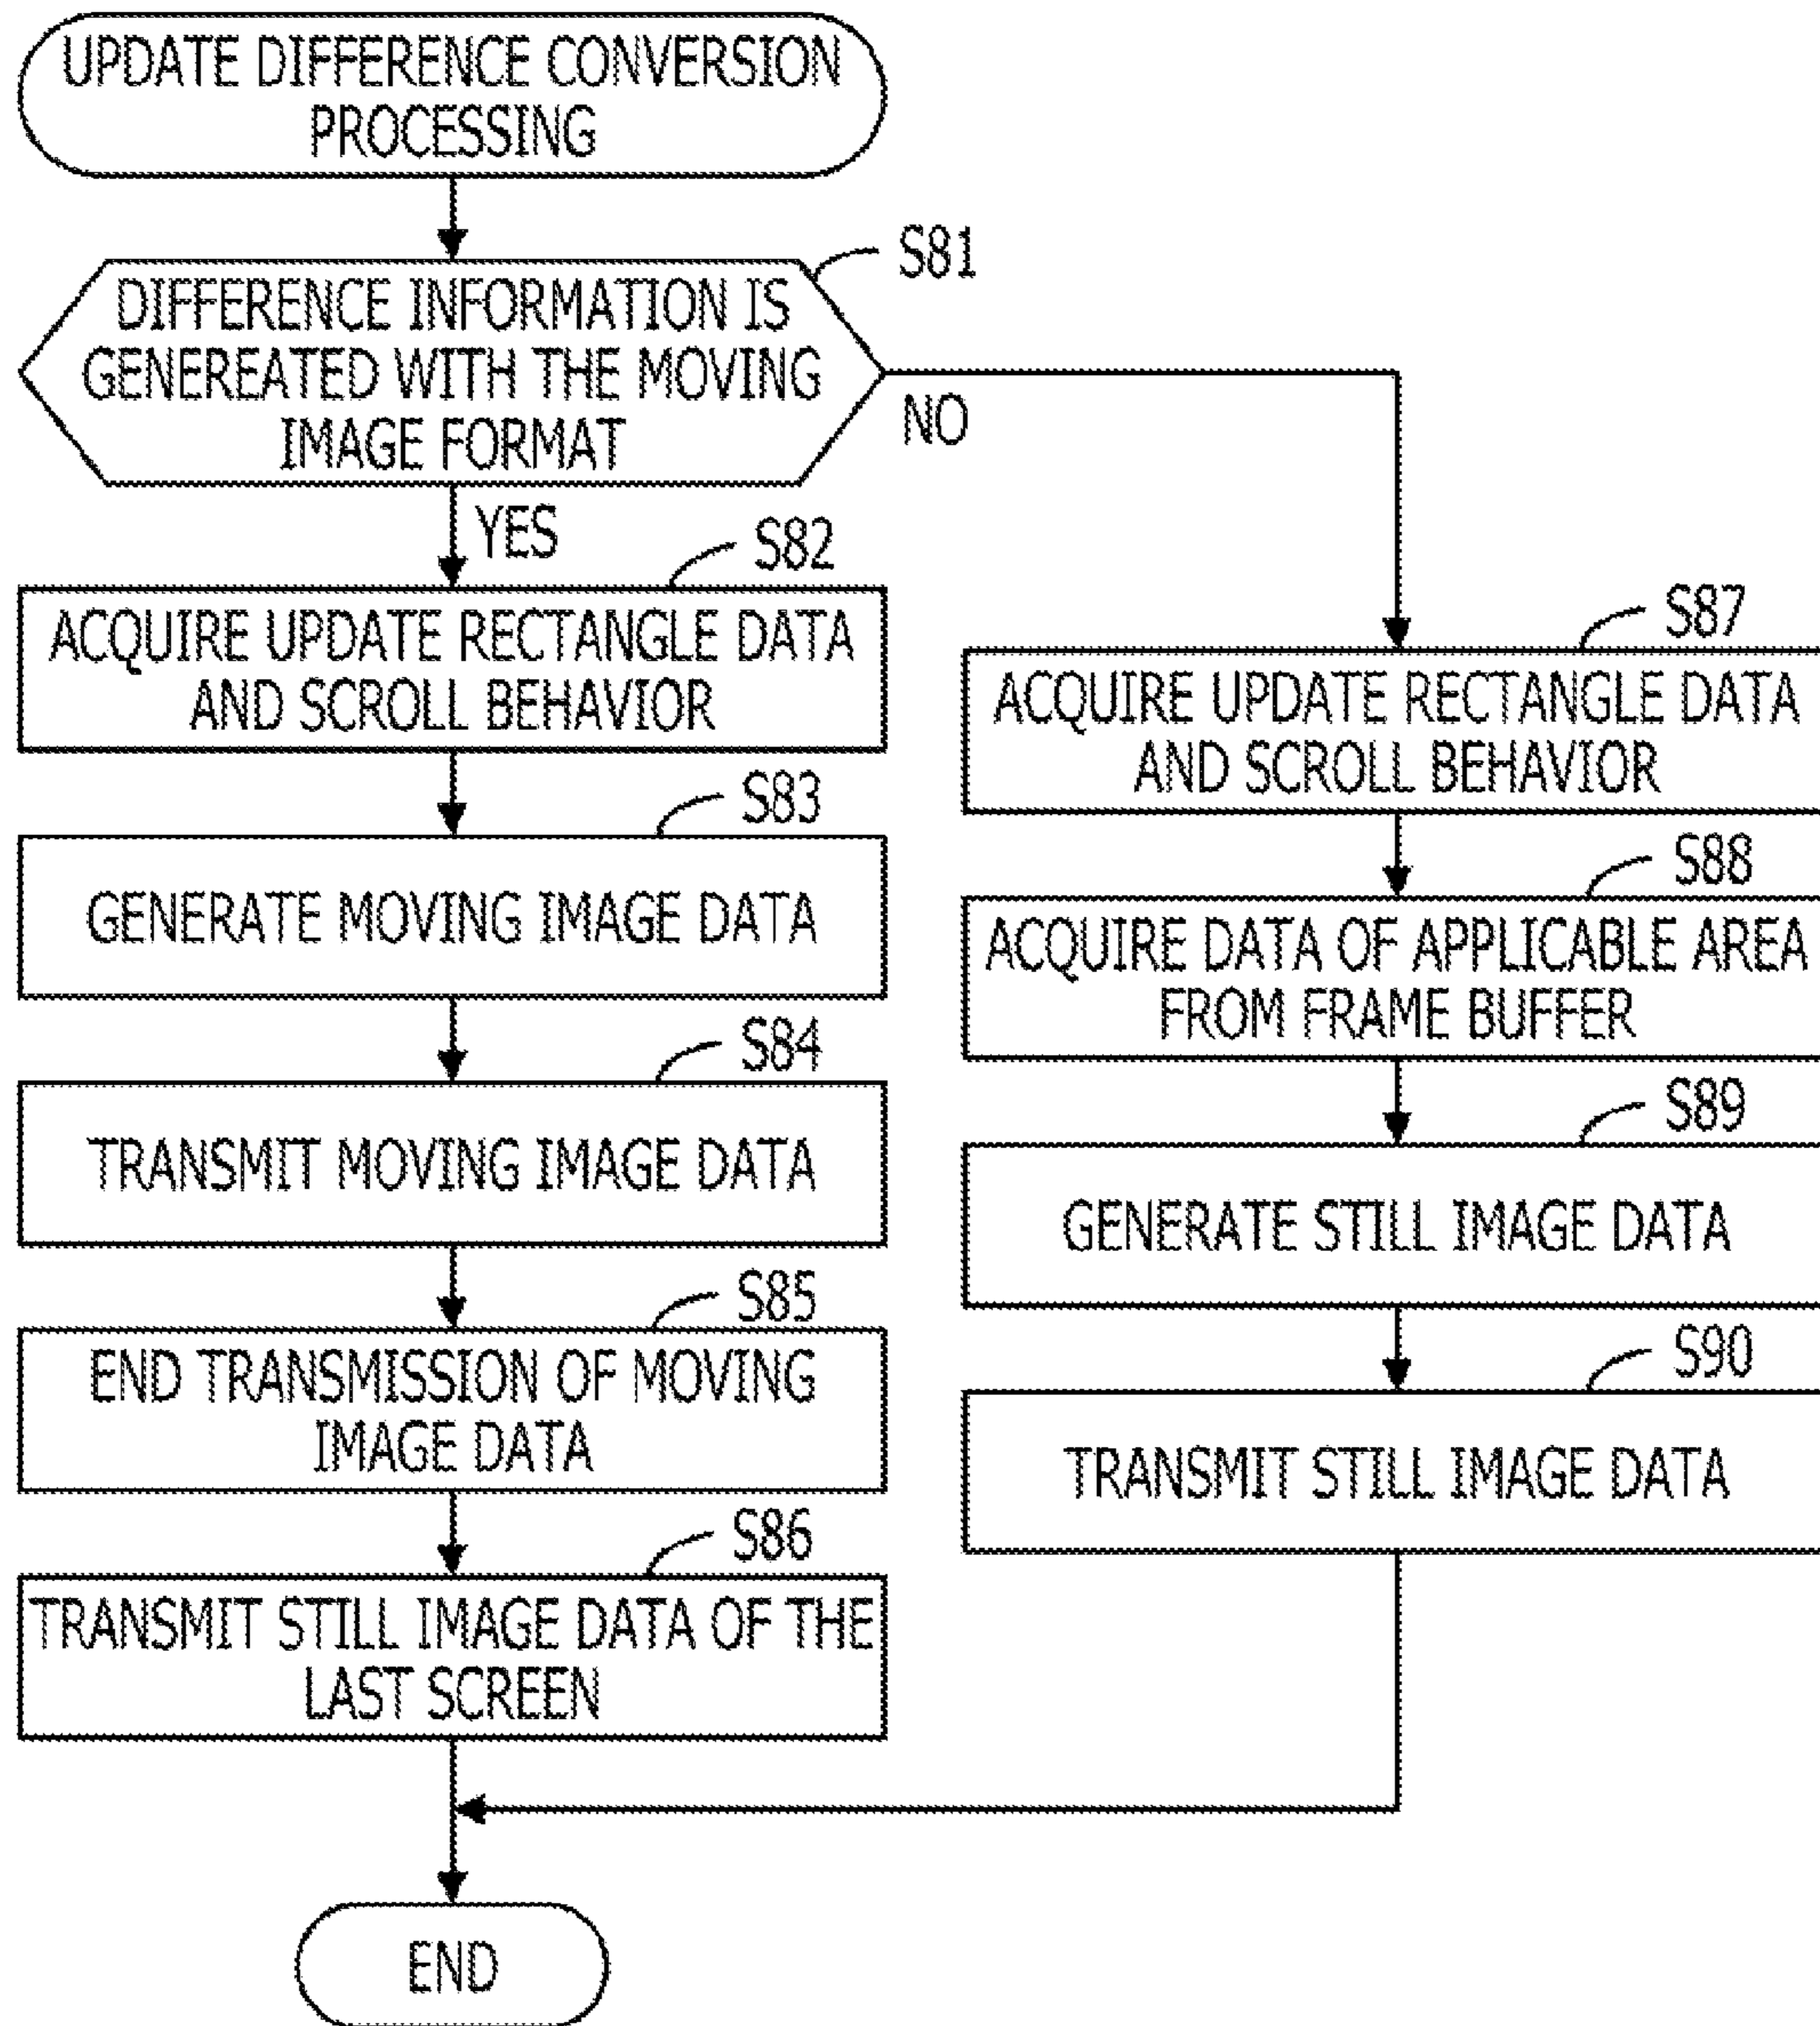 UPDATE DIFFERENCE CONVERSION
PROCESSING
S81
DIFFERENCE INFORMATION IS
GENEREATED WITH THE MOVING
IMAGE FORMAT
NO
YES
S82
ACQUIRE UPDATE RECTANGLE DATA
AND SCROLL BEHAVIOR
S83
GENERATE MOVING IMAGE DATA
S84
TRANSMIT MOVING IMAGE DATA
S85
END TRANSMISSION OF MOVING
IMAGE DATA
S86
TRANSMIT STILL IMAGE DATA OF THE
LAST SCREEN
S87
ACQUIRE UPDATE RECTANGLE DATA
AND SCROLL BEHAVIOR
S88
ACQUIRE DATA OF APPLICABLE AREA
FROM FRAME BUFFER
S89
GENERATE STILL IMAGE DATA
S90
TRANSMIT STILL IMAGE DATA
END